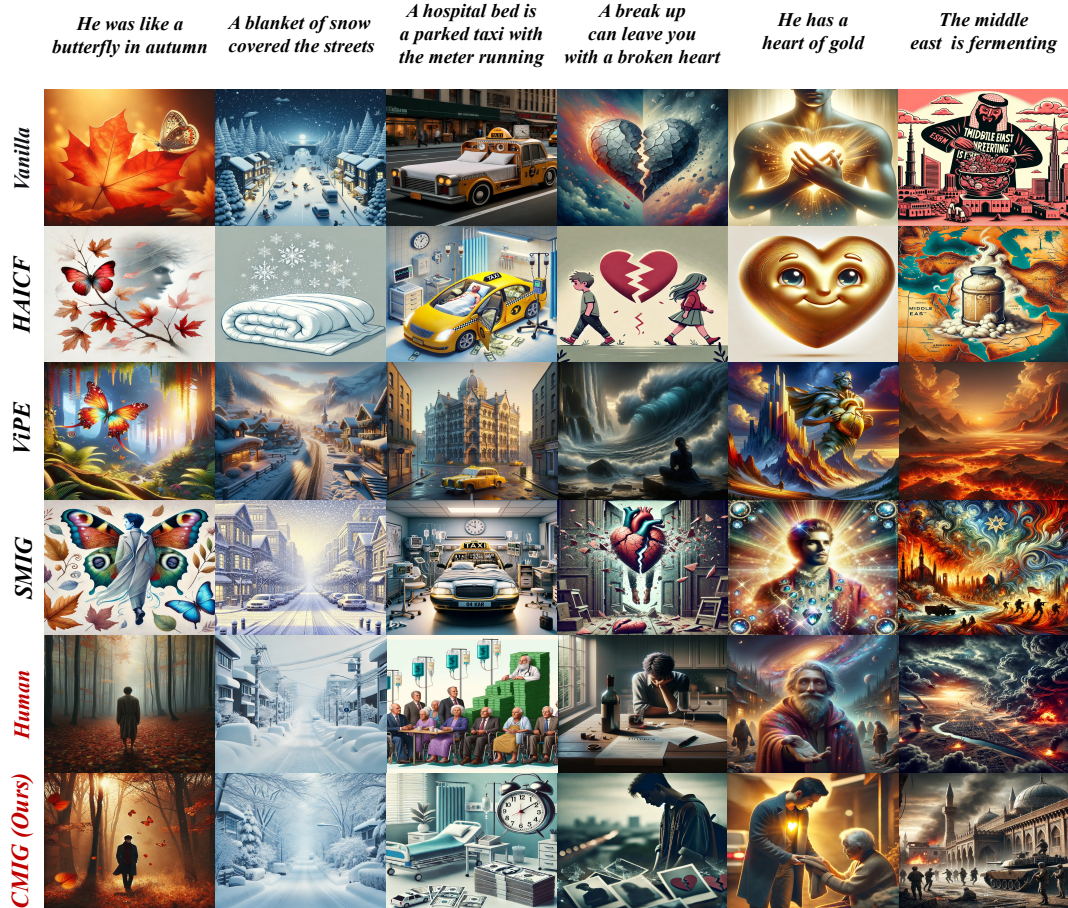 He was like a
butterfly in autumn
A blanket of snow
covered the streets
A hospital bed is
a parked taxi with
the meter running
A break up
can leave you
with a broken heart
He has a
heart of gold
The middle
east is fermenting
Vanilla
TAXI
HAICF
TAXI
MIDDLE
EAST
ViPE
SMIG
TAXI
Human
CMIG (Ours)